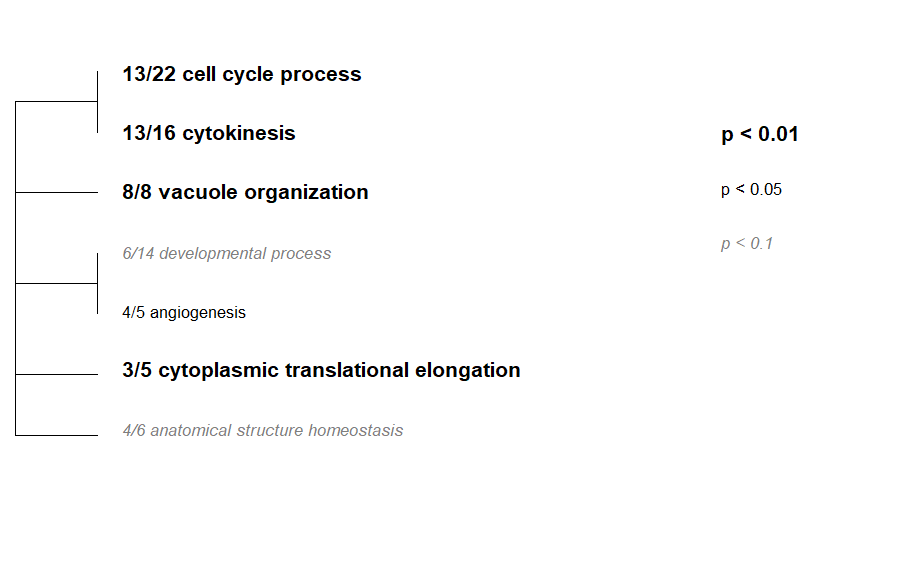 13/22 cell cycle process
13/16 cytokinesis
8/8 vacuole organization
6/14 developmental process
4/5 angiogenesis
3/5 cytoplasmic translational elongation
4/6 anatomical structure homeostasis
p < 0.01
p < 0.05
p < 0.1